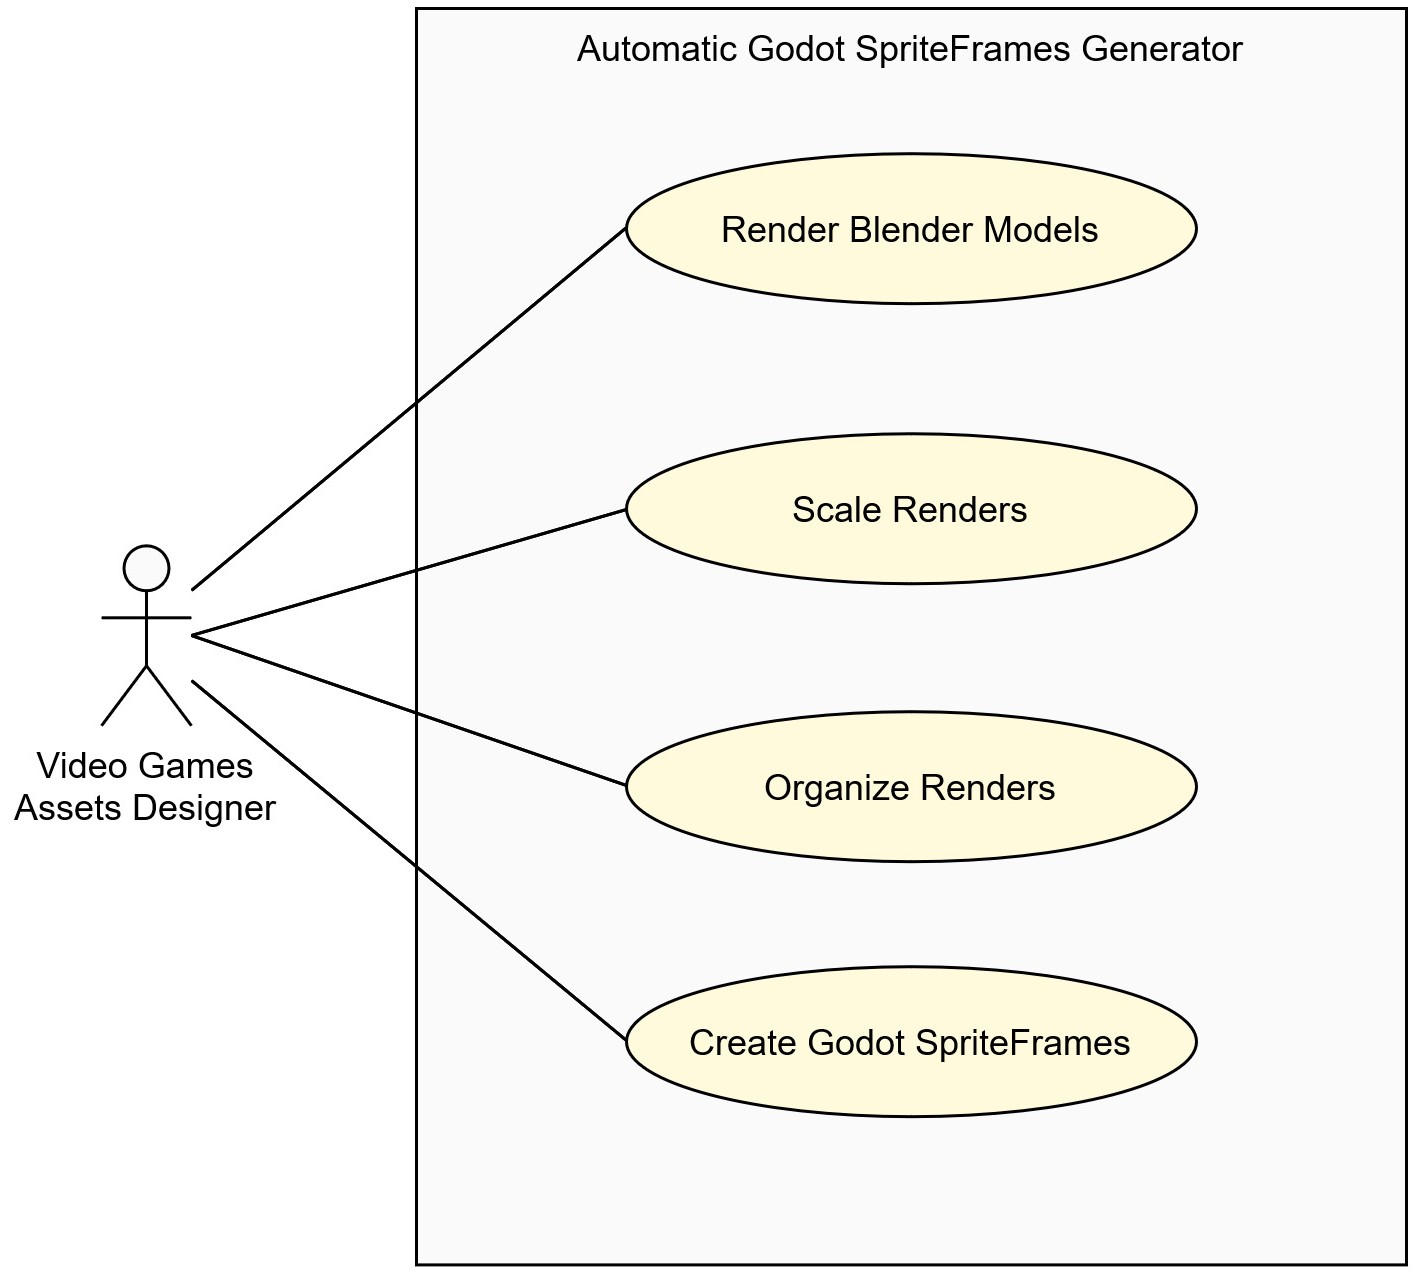 Automatic Godot SpriteFrames Generator
Render Blender Models
Scale Renders
Video Games
Assets Designer
Organize Renders
Create Godot SpriteFrames